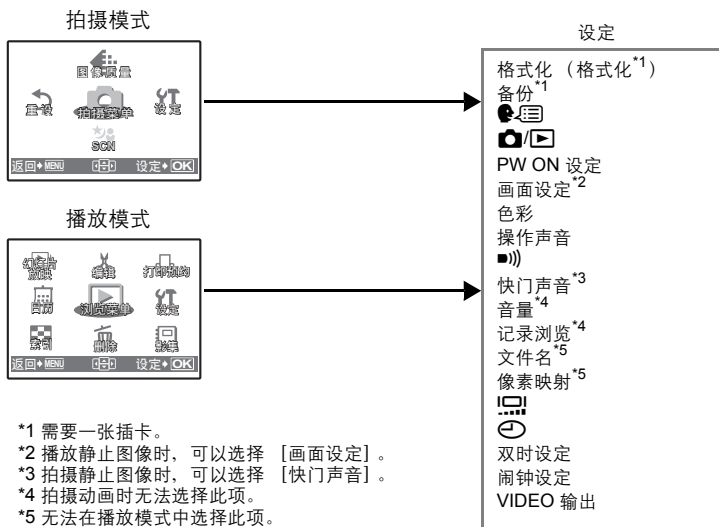 拍摄模式
图像质量
重设 拍摄菜单 设定
SCN
返回 MENU 设定 OK
播放模式
幻灯片放映 编辑 打印预约
日历 浏览菜单 设定
索引 删除 影集
返回 MENU 设定 OK
*1 需要一张插卡。
*2 播放静止图像时，可以选择 [画面设定] 。
*3 拍摄静止图像时，可以选择 [快门声音] 。
*4 拍摄动画时无法选择此项。
*5 无法在播放模式中选择此项。
设定
格式化 （格式化*1）
备份*1
/
PW ON 设定
画面设定*2
色彩
操作声音
快门声音*3
音量*4
记录浏览*4
文件名*5
像素映射*5
双时设定
闹钟设定
VIDEO 输出